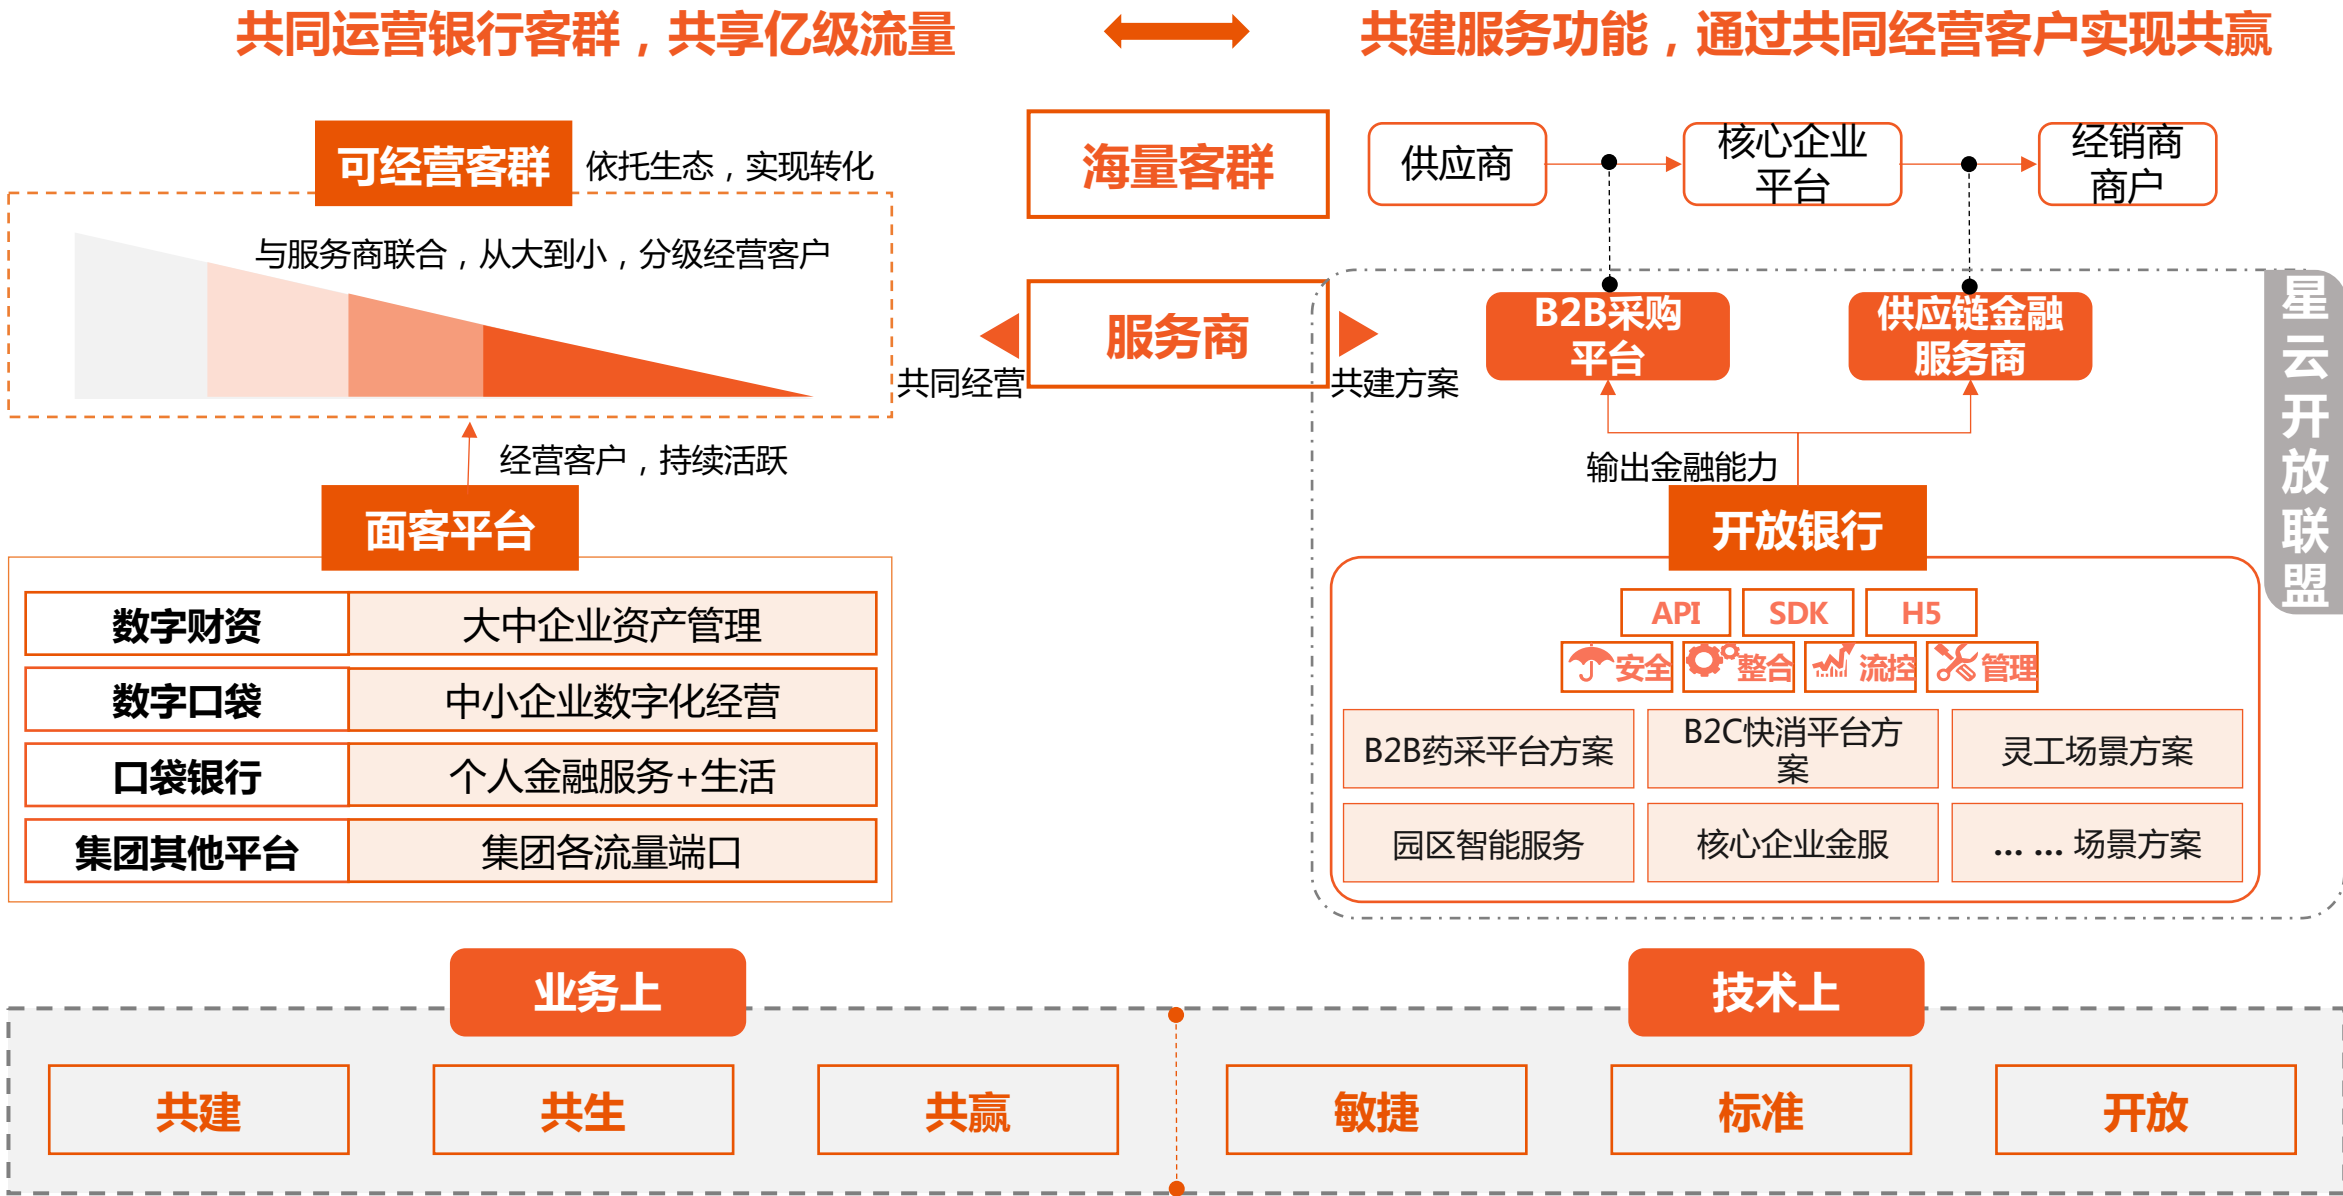 共同运营银行客群，共享亿级流量
共建服务功能，通过共同经营客户实现共赢
可经营客群
依托生态，实现转化
与服务商联合，从大到小，分级经营客户
海量客群
服务商
共同经营
共建方案
供应商
核心企业
平台
经销商
商户
B2B采购
平台
供应链金融
服务商
星云开放联盟
经营客户，持续活跃
面客平台
数字财资
大中企业资产管理
数字口袋
中小企业数字化经营
口袋银行
个人金融服务+生活
集团其他平台
集团各流量端口
输出金融能力
开放银行
API
SDK
H5
安全
整合
流控
管理
B2B药采平台方案
B2C快消平台方
案
灵工场景方案
园区智能服务
核心企业金服
... ... 场景方案
业务上
技术上
共建
共生
共赢
敏捷
标准
开放